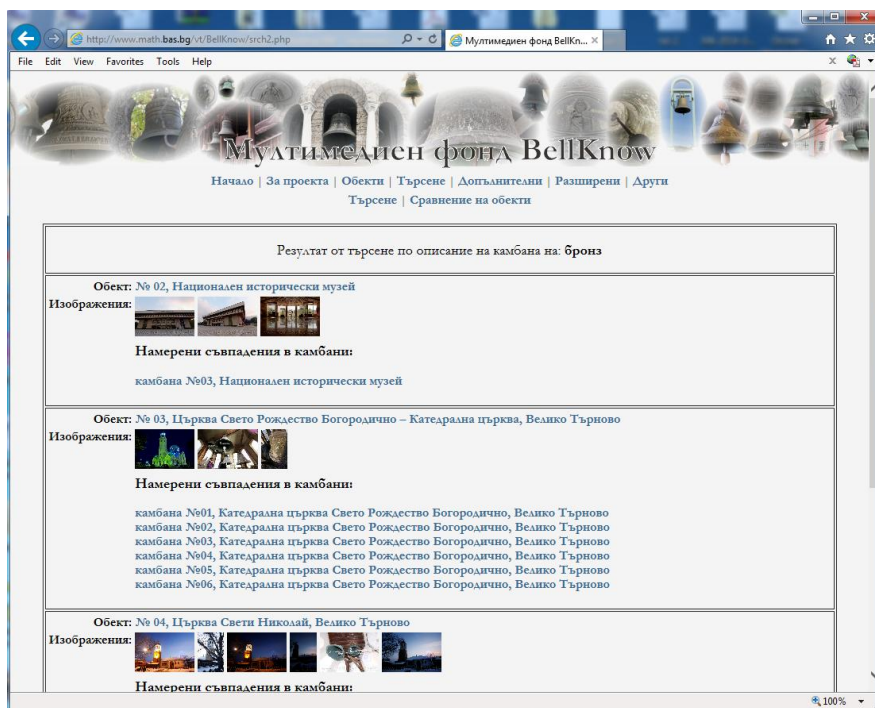 http://www.math.bas.bg/vt/BellKnow/srch2.php
Мултимедиен фонд BellKn...
File Edit View Favorites Tools Help
Мултимедиен фонд BellKnow
Начало | За проекта | Обекти | Търсене | Допълнителни | Разширени | Други
Търсене | Сравнение на обекти
Резултат от търсене по описание на камбана на: бронз
Обект: № 02, Национален исторически музей
Изображения:
Намерени съвпадения в камбани:
камбана №03, Национален исторически музей
Обект: № 03, Църква Свето Рождество Богородично – Катедрална църква, Велико Търново
Изображения:
Намерени съвпадения в камбани:
камбана №01, Катедрална църква Свето Рождество Богородично, Велико Търново
камбана №02, Катедрална църква Свето Рождество Богородично, Велико Търново
камбана №03, Катедрална църква Свето Рождество Богородично, Велико Търново
камбана №04, Катедрална църква Свето Рождество Богородично, Велико Търново
камбана №05, Катедрална църква Свето Рождество Богородично, Велико Търново
камбана №06, Катедрална църква Свето Рождество Богородично, Велико Търново
Обект: № 04, Църква Свети Николай, Велико Търново
Изображения:
Намерени съвпадения в камбани:
100%